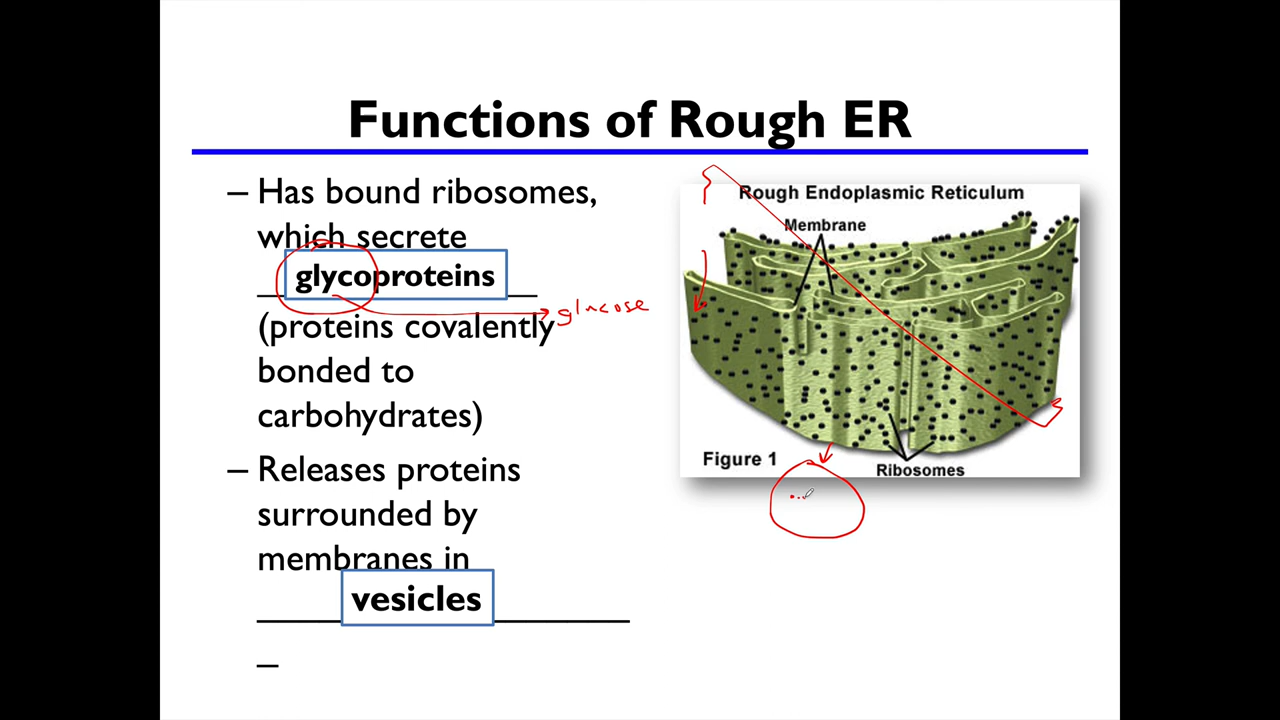 Functions of Rough ER
– Has bound ribosomes,
which secrete
glycoproteins
glucose
(proteins covalently
bonded to
carbohydrates)
– Releases proteins
surrounded by
membranes in
vesicles
–
Rough Endoplasmic Reticulum
Membrane
Figure 1
Ribosomes